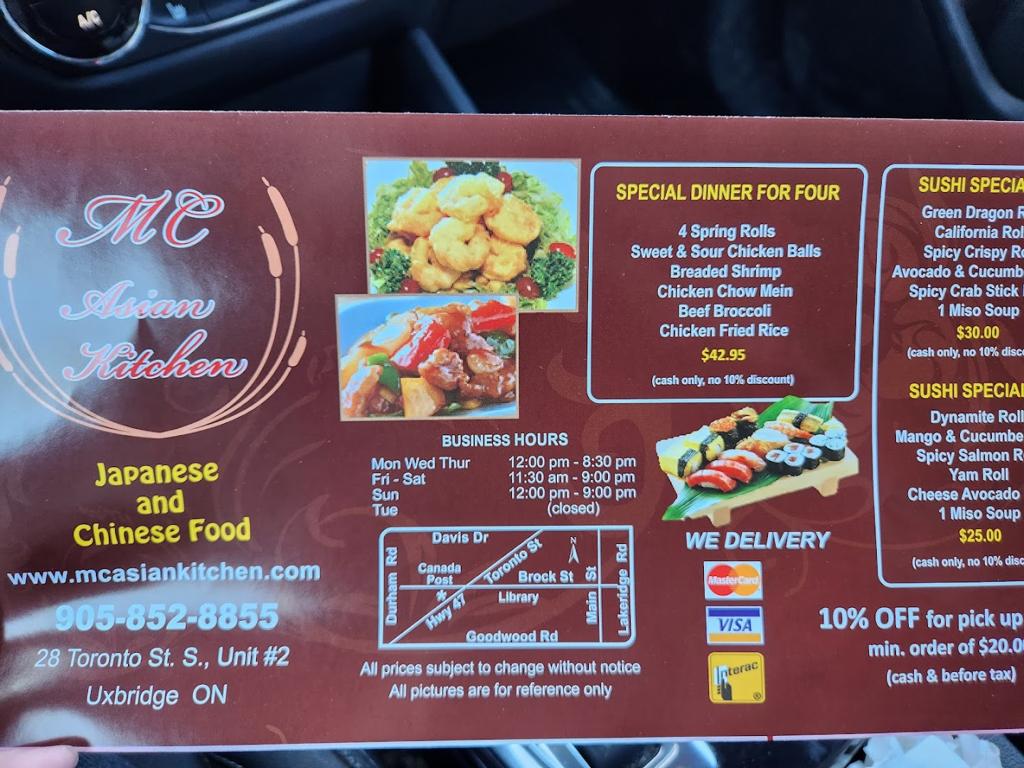 A/C
MC
Asian
Kitchen
Japanese
and
Chinese Food
www.mcasiankitchen.com
905-852-8855
28 Toronto St. S., Unit #2
Uxbridge ON
BUSINESS HOURS
Mon Wed Thur 12:00 pm - 8:30 pm
Fri - Sat 11:30 am - 9:00 pm
Sun 12:00 pm - 9:00 pm
Tue (closed)
Davis Dr
Durham Rd
Canada
Post
*
Toronto St
Hwy 47
N
Brock St
Library
Main St
Lakeridge Rd
Goodwood Rd
All prices subject to change without notice
All pictures are for reference only
SPECIAL DINNER FOR FOUR
4 Spring Rolls
Sweet & Sour Chicken Balls
Breaded Shrimp
Chicken Chow Mein
Beef Broccoli
Chicken Fried Rice
$42.95
(cash only, no 10% discount)
WE DELIVERY
MasterCard
VISA
Interac
SUSHI SPECIA
Green Dragon R
California Rol
Spicy Crispy Ro
Avocado & Cucumbe
Spicy Crab Stick
1 Miso Soup
$30.00
(cash only, no 10% disco
SUSHI SPECIAL
Dynamite Roll
Mango & Cucumbe
Spicy Salmon R
Yam Roll
Cheese Avocado
1 Miso Soup
$25.00
(cash only, no 10% disc
10% OFF for pick up
min. order of $20.00
(cash & before tax)